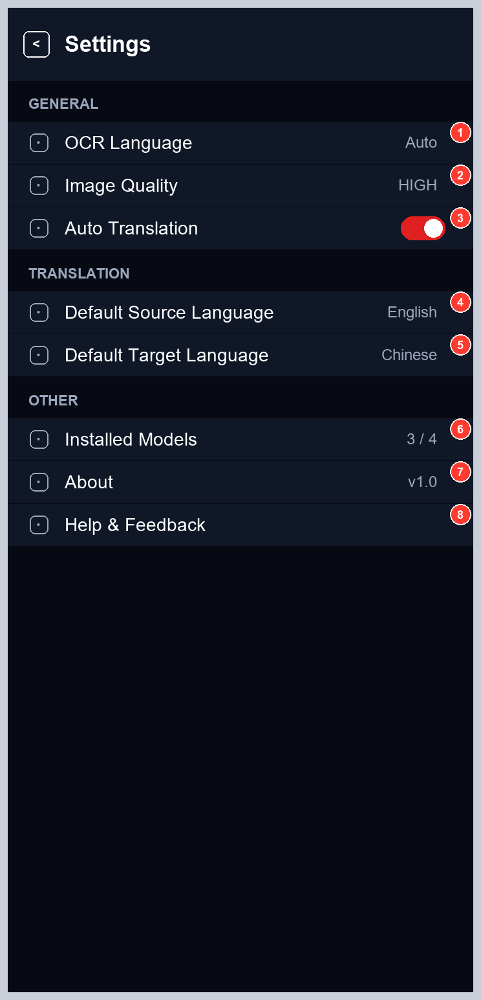 < Settings
GENERAL
OCR Language Auto 1
Image Quality HIGH 2
Auto Translation 3
TRANSLATION
Default Source Language English 4
Default Target Language Chinese 5
OTHER
Installed Models 3 / 4 6
About v1.0 7
Help & Feedback 8